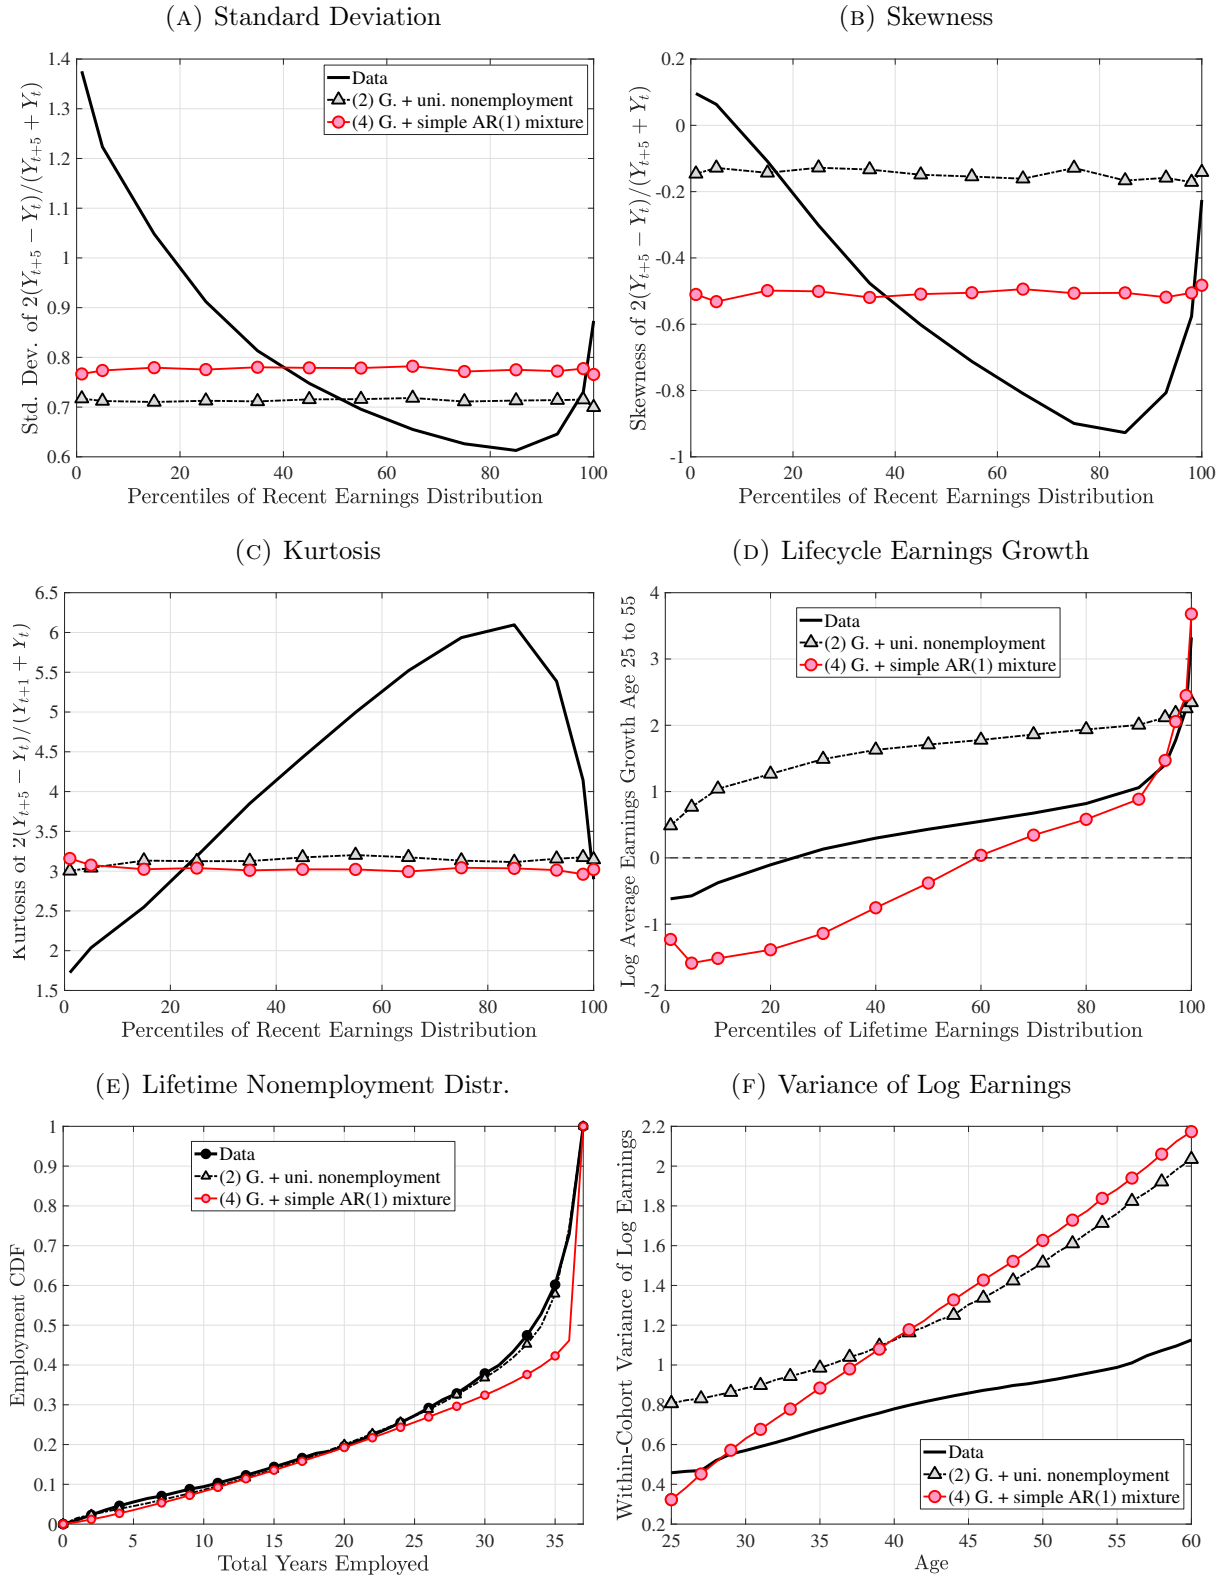 (A) Standard Deviation
Std. Dev. of 2(Y_{t+5} − Y_t)/(Y_{t+5} + Y_t)
1.4
1.3
1.2
1.1
1
0.9
0.8
0.7
0.6
Data
(2) G. + uni. nonemployment
(4) G. + simple AR(1) mixture
0 20 40 60 80 100
Percentiles of Recent Earnings Distribution
(B) Skewness
Skewness of 2(Y_{t+5} − Y_t)/(Y_{t+5} + Y_t)
0.2
0
-0.2
-0.4
-0.6
-0.8
-1
0 20 40 60 80 100
Percentiles of Recent Earnings Distribution
(C) Kurtosis
Kurtosis of 2(Y_{t+5} − Y_t)/(Y_{t+1} + Y_t)
6.5
6
5.5
5
4.5
4
3.5
3
2.5
2
1.5
0 20 40 60 80 100
Percentiles of Recent Earnings Distribution
(D) Lifecycle Earnings Growth
Log Average Earnings Growth Age 25 to 55
4
3
2
1
0
-1
-2
Data
(2) G. + uni. nonemployment
(4) G. + simple AR(1) mixture
0 20 40 60 80 100
Percentiles of Lifetime Earnings Distribution
(E) Lifetime Nonemployment Distr.
Employment CDF
1
0.9
0.8
0.7
0.6
0.5
0.4
0.3
0.2
0.1
0
Data
(2) G. + uni. nonemployment
(4) G. + simple AR(1) mixture
0 5 10 15 20 25 30 35
Total Years Employed
(F) Variance of Log Earnings
Within-Cohort Variance of Log Earnings
2.2
2
1.8
1.6
1.4
1.2
1
0.8
0.6
0.4
0.2
Data
(2) G. + uni. nonemployment
(4) G. + simple AR(1) mixture
25 30 35 40 45 50 55 60
Age